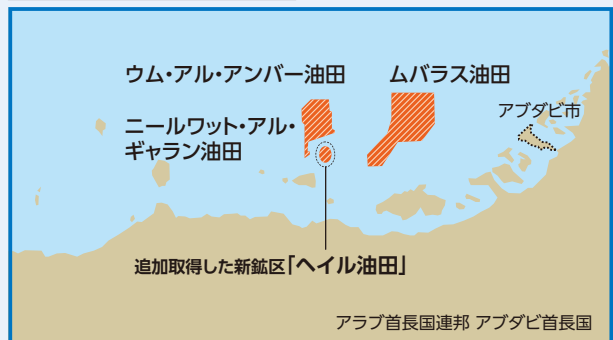 ウム・アル・アンバー油田
ムバラス油田
アブダビ市
ニールワット・アル・
ギャラン油田
追加取得した新鉱区「ヘイル油田」
アラブ首長国連邦 アブダビ首長国